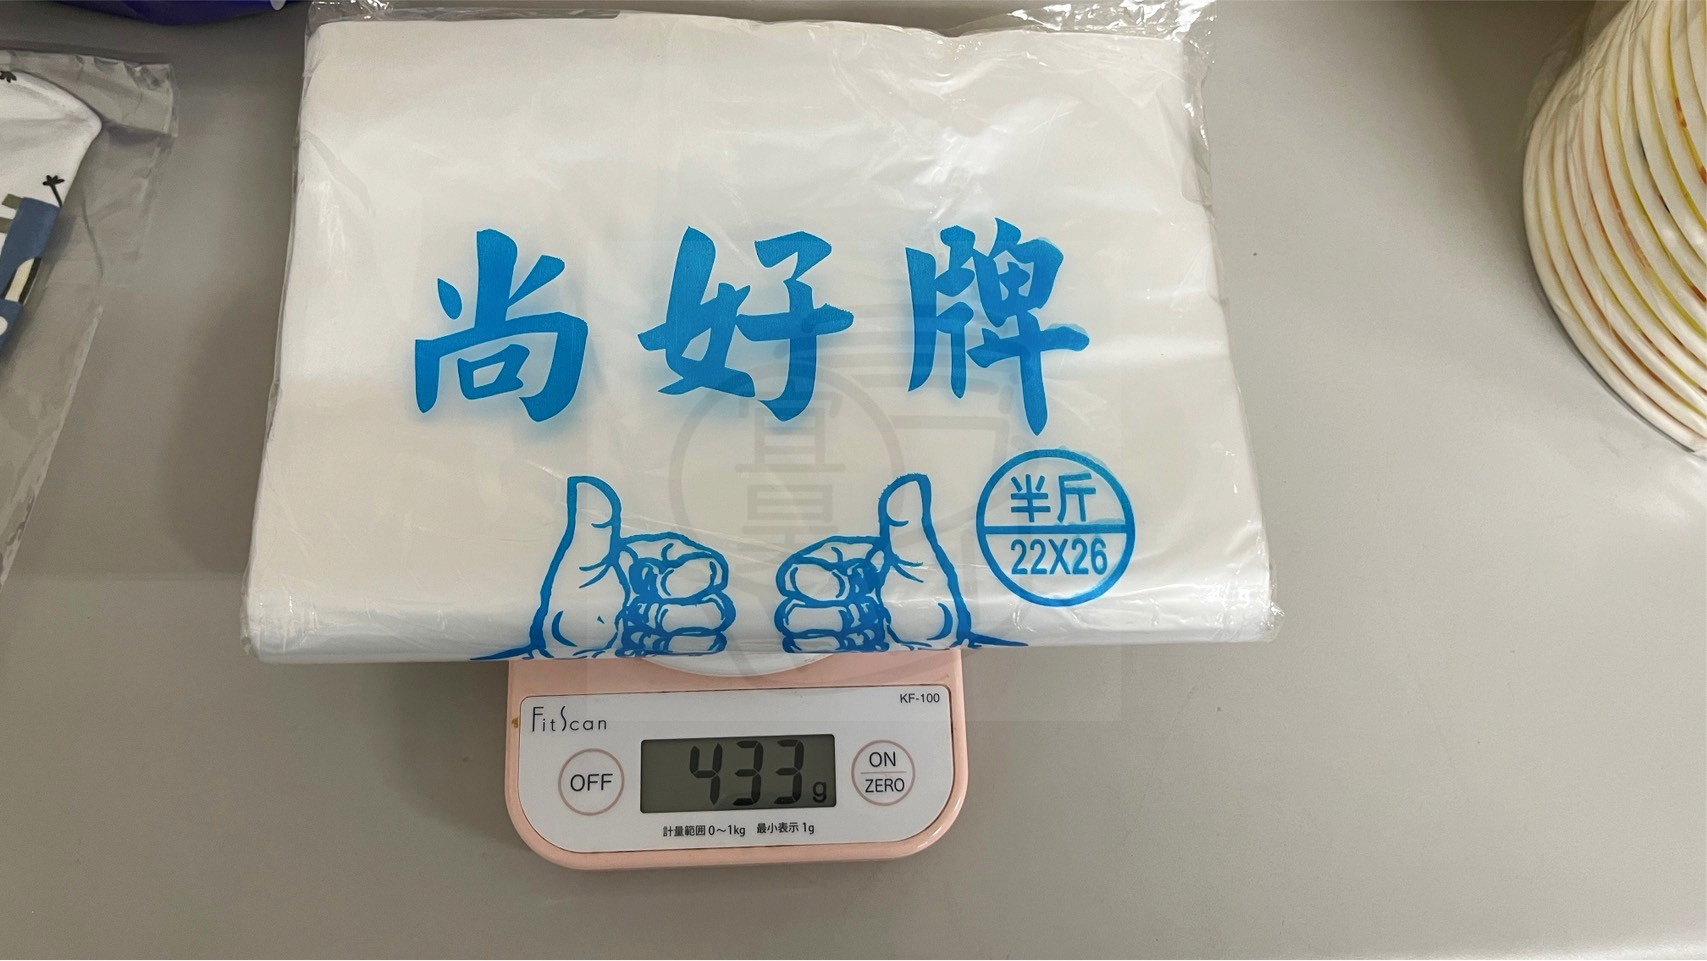 尚好牌
半斤
22X26
KF-100
FitScan
OFF
433g
ON
ZERO
計量範囲 0～1kg 最小表示 1g